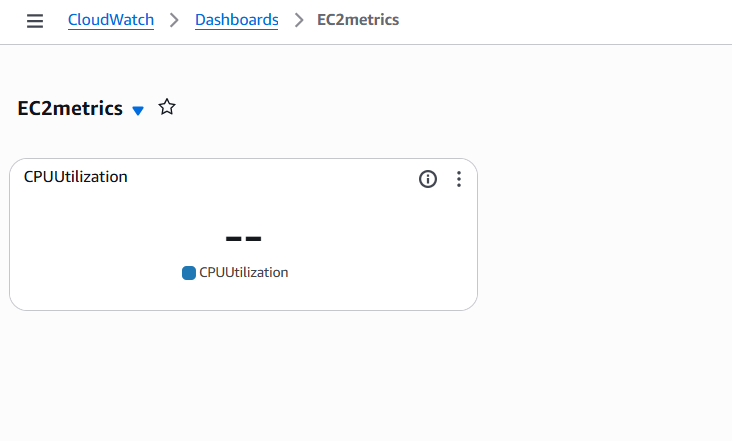 CloudWatch > Dashboards > EC2metrics
EC2metrics
CPUUtilization
--
CPUUtilization